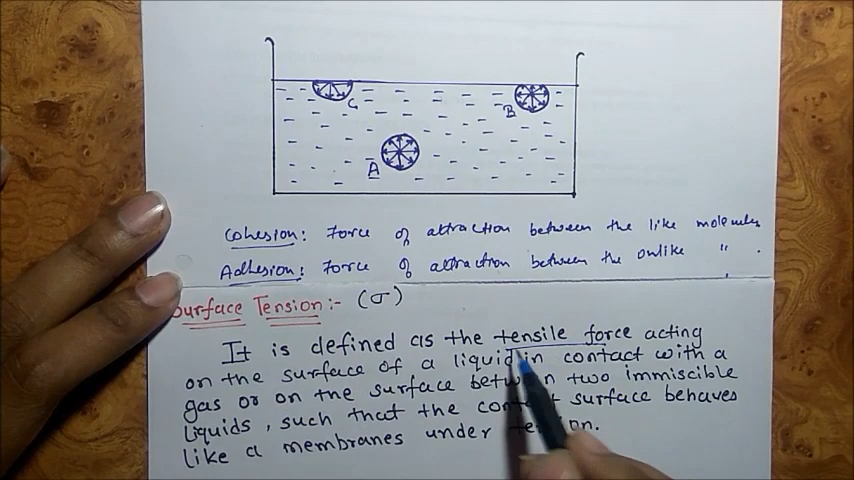 C
B
A
Cohesion: Force of attraction between the like molecules
Adhesion: Force of attraction between the unlike " .
Surface Tension:- (σ)
It is defined as the tensile force acting
on the surface of a liquid in contact with a
gas or on the surface between two immiscible
liquids, such that the contact surface behaves
like a membranes under tension.